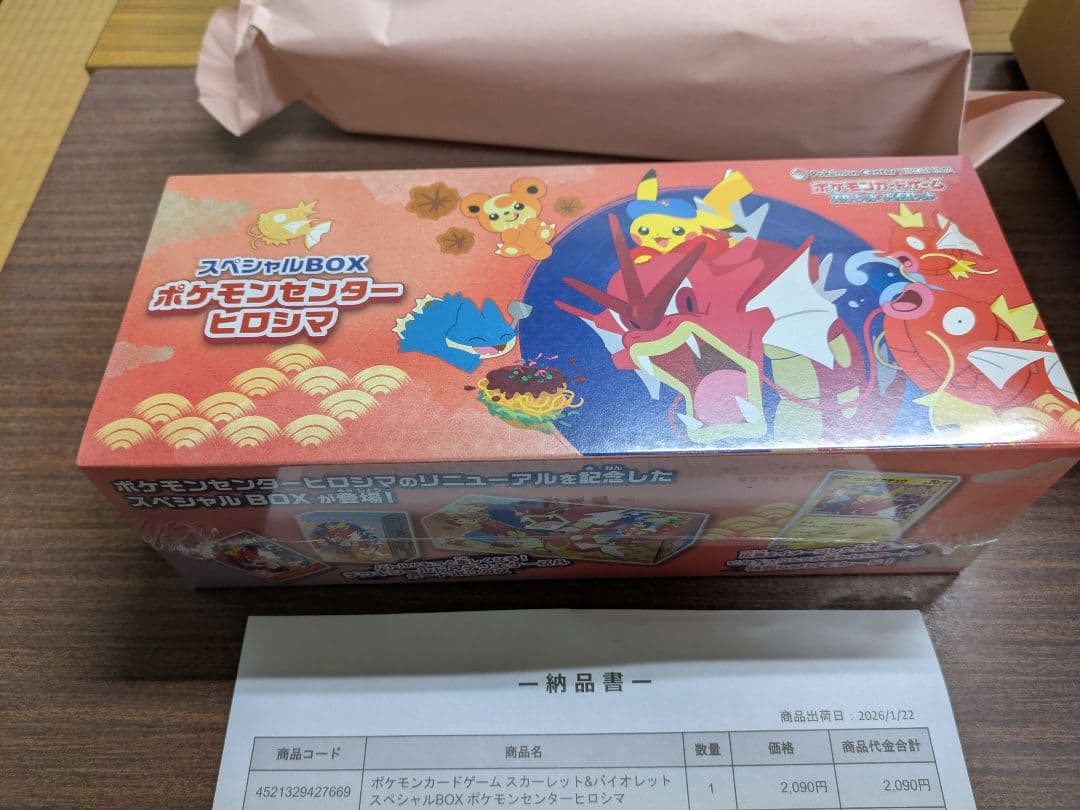 Pokémon Center HIROSHIMA
ポケモンカードゲーム
スペシャルBOX
ポケモンセンター
ヒロシマ
ポケモンセンターヒロシマのリニューアルを記念した
スペシャルBOXが登場！
ー納品書ー
商品出荷日：2026/1/22
商品コード 商品名 数量 価格 商品代金合計
4521329427669 ポケモンカードゲーム スカーレット&バイオレット 1 2,090円 2,090円
スペシャルBOX ポケモンセンターヒロシマ